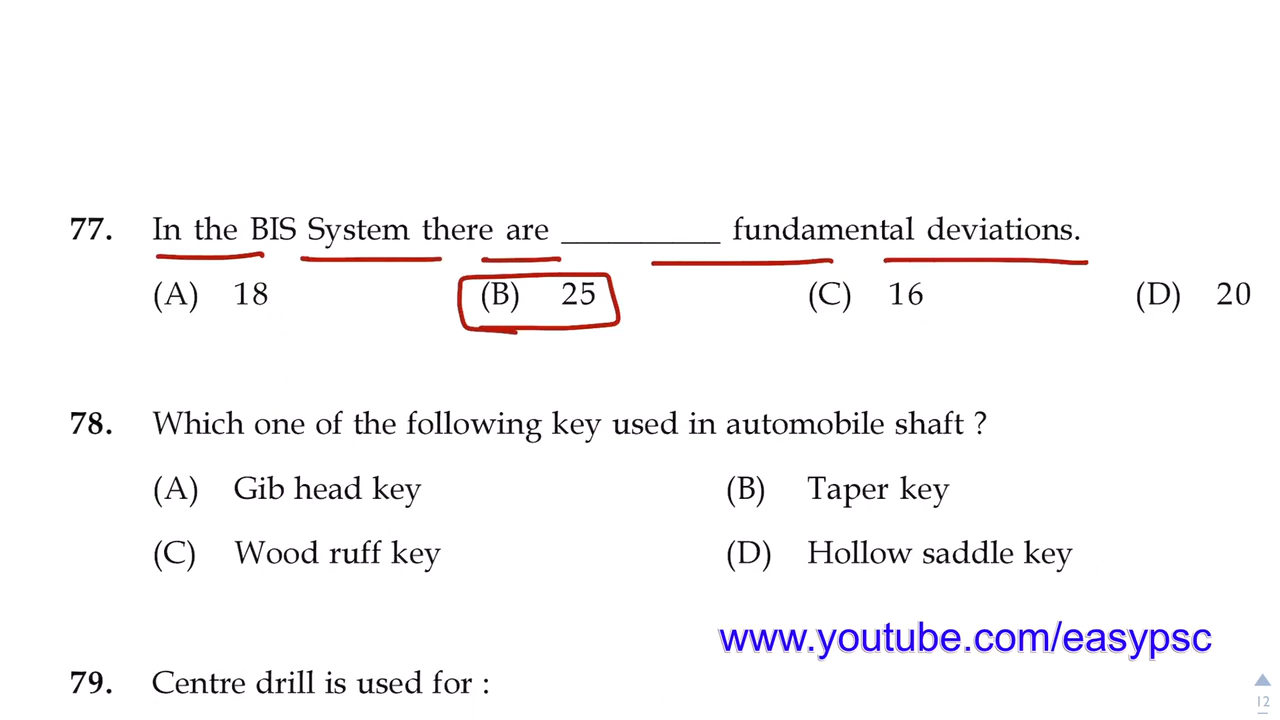 77. In the BIS System there are __________ fundamental deviations.
(A) 18 (B) 25 (C) 16 (D) 20
78. Which one of the following key used in automobile shaft ?
(A) Gib head key (B) Taper key
(C) Wood ruff key (D) Hollow saddle key
www.youtube.com/easypsc
79. Centre drill is used for :
12